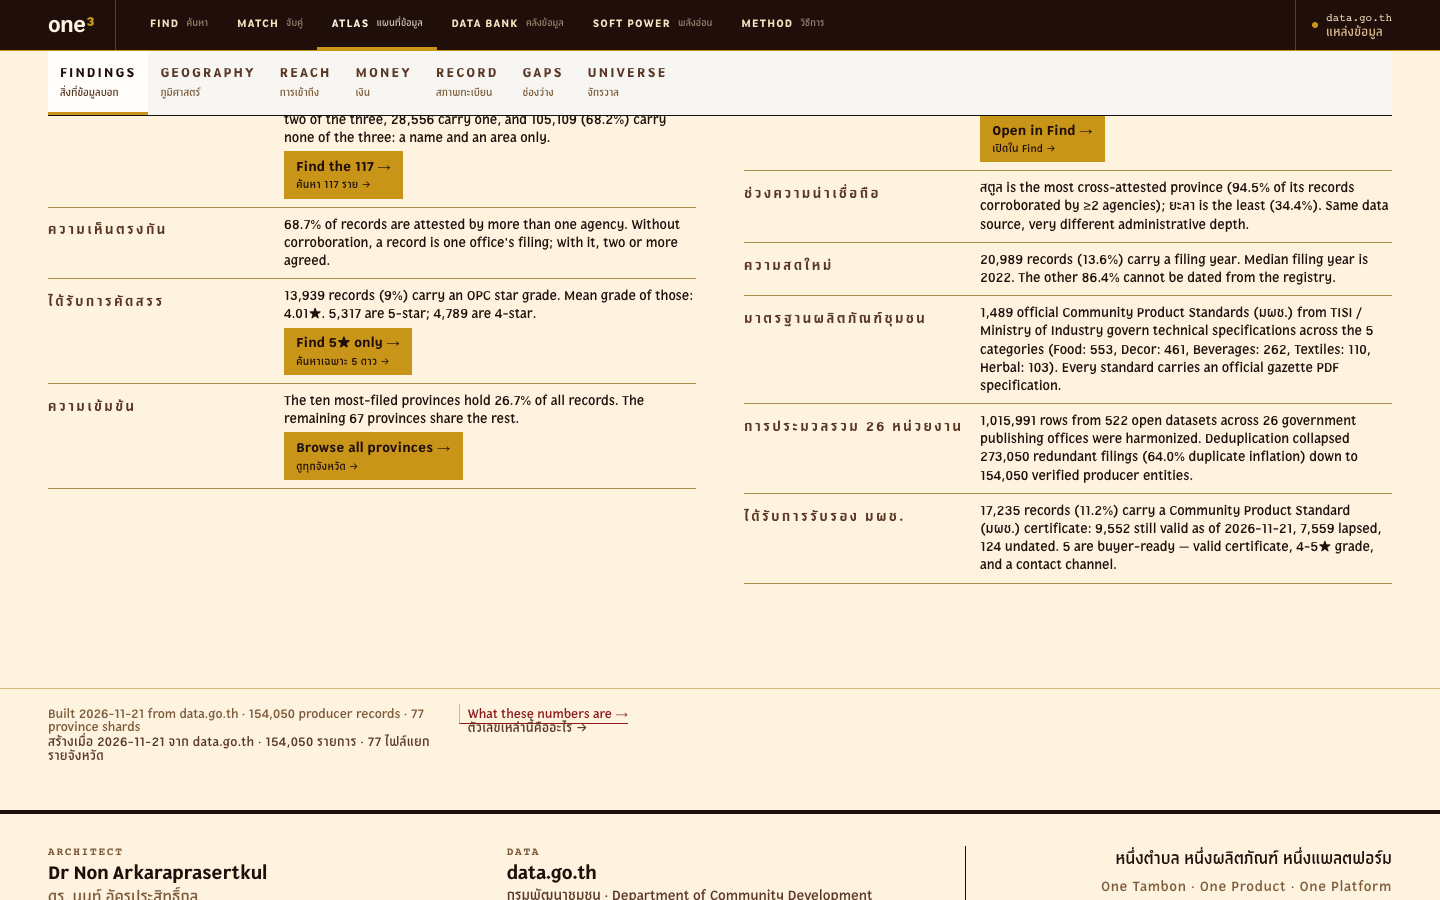 one³
FIND ค้นหา
MATCH จับคู่
ATLAS แผนที่ข้อมูล
DATA BANK คลังข้อมูล
SOFT POWER พลังอ่อน
METHOD วิธีการ
data.go.th
แหล่งข้อมูล
FINDINGS
สิ่งที่ข้อมูลบอก
GEOGRAPHY
ภูมิศาสตร์
REACH
การเข้าถึง
MONEY
เงิน
RECORD
สภาพทะเบียน
GAPS
ช่องว่าง
UNIVERSE
จักรวาล
two of the three, 28,556 carry one, and 105,109 (68.2%) carry
none of the three: a name and an area only.
Find the 117 →
ค้นหา 117 ราย →
ความเห็นตรงกัน
68.7% of records are attested by more than one agency. Without
corroboration, a record is one office's filing; with it, two or more
agreed.
ได้รับการคัดสรร
13,939 records (9%) carry an OPC star grade. Mean grade of those:
4.01★. 5,317 are 5-star; 4,789 are 4-star.
Find 5★ only →
ค้นหาเฉพาะ 5 ดาว →
ความเข้มข้น
The ten most-filed provinces hold 26.7% of all records. The
remaining 67 provinces share the rest.
Browse all provinces →
ดูทุกจังหวัด →
Open in Find →
เปิดใน Find →
ช่วงความน่าเชื่อถือ
สตูล is the most cross-attested province (94.5% of its records
corroborated by ≥2 agencies); ยะลา is the least (34.4%). Same data
source, very different administrative depth.
ความสดใหม่
20,989 records (13.6%) carry a filing year. Median filing year is
2022. The other 86.4% cannot be dated from the registry.
มาตรฐานผลิตภัณฑ์ชุมชน
1,489 official Community Product Standards (มผช.) from TISI /
Ministry of Industry govern technical specifications across the 5
categories (Food: 553, Decor: 461, Beverages: 262, Textiles: 110,
Herbal: 103). Every standard carries an official gazette PDF
specification.
การประมวลรวม 26 หน่วยงาน
1,015,991 rows from 522 open datasets across 26 government
publishing offices were harmonized. Deduplication collapsed
273,050 redundant filings (64.0% duplicate inflation) down to
154,050 verified producer entities.
ได้รับการรับรอง มผช.
17,235 records (11.2%) carry a Community Product Standard
(มผช.) certificate: 9,552 still valid as of 2026-11-21, 7,559 lapsed,
124 undated. 5 are buyer-ready — valid certificate, 4-5★ grade,
and a contact channel.
Built 2026-11-21 from data.go.th · 154,050 producer records · 77
province shards
สร้างเมื่อ 2026-11-21 จาก data.go.th · 154,050 รายการ · 77 ไฟล์แยก
รายจังหวัด
What these numbers are →
ตัวเลขเหล่านี้คืออะไร →
ARCHITECT
Dr Non Arkaraprasertkul
ดร. นนท์ อัครประเสริฐกุล
DATA
data.go.th
กรมพัฒนาชุมชน · Department of Community Development
หนึ่งตำบล หนึ่งผลิตภัณฑ์ หนึ่งแพลตฟอร์ม
One Tambon · One Product · One Platform